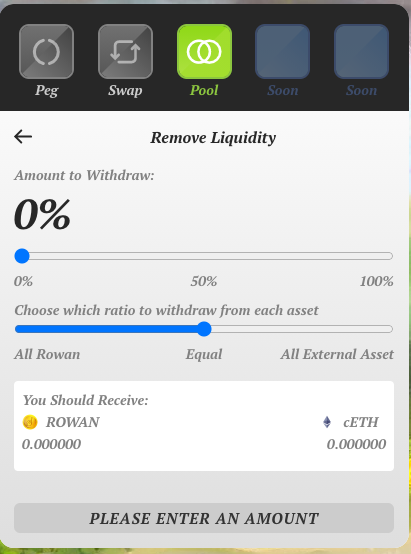 Peg Swap Pool Soon Soon
Remove Liquidity
Amount to Withdraw:
0%
0% 50% 100%
Choose which ratio to withdraw from each asset
All Rowan Equal All External Asset
You Should Receive:
ROWAN cETH
0.000000 0.000000
PLEASE ENTER AN AMOUNT